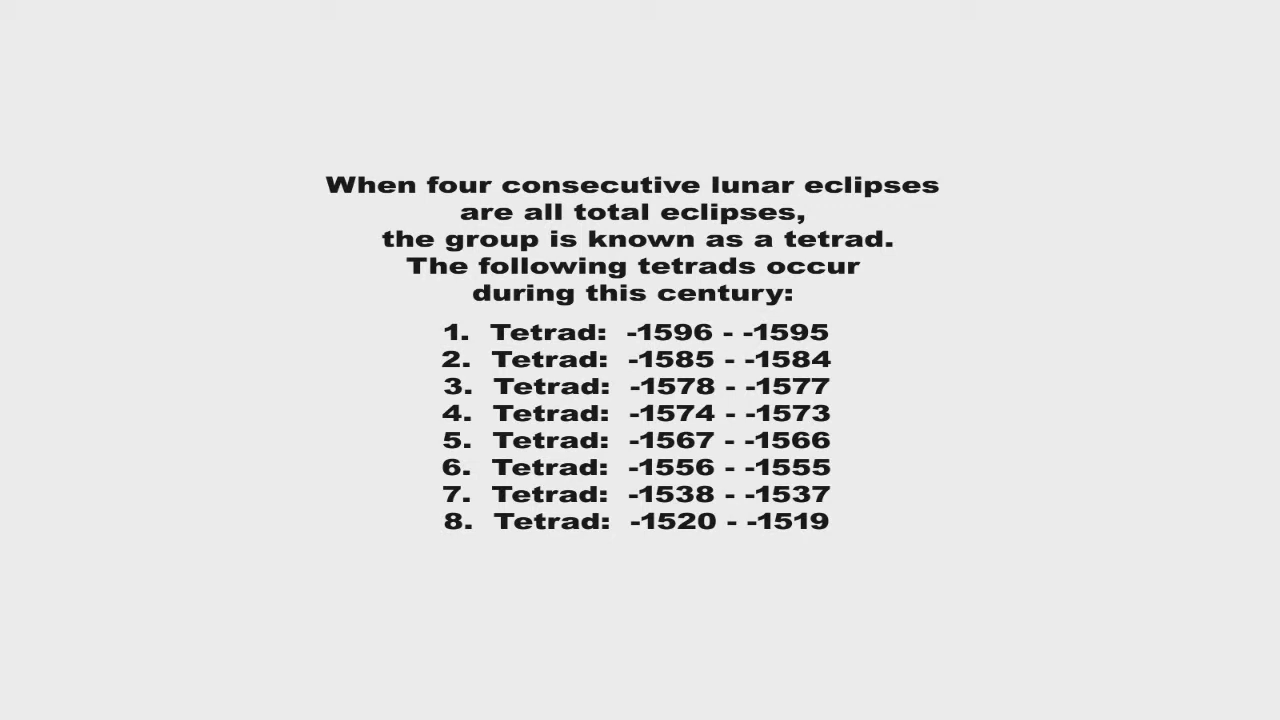 When four consecutive lunar eclipses
are all total eclipses,
the group is known as a tetrad.
The following tetrads occur
during this century:
1. Tetrad: -1596 - -1595
2. Tetrad: -1585 - -1584
3. Tetrad: -1578 - -1577
4. Tetrad: -1574 - -1573
5. Tetrad: -1567 - -1566
6. Tetrad: -1556 - -1555
7. Tetrad: -1538 - -1537
8. Tetrad: -1520 - -1519